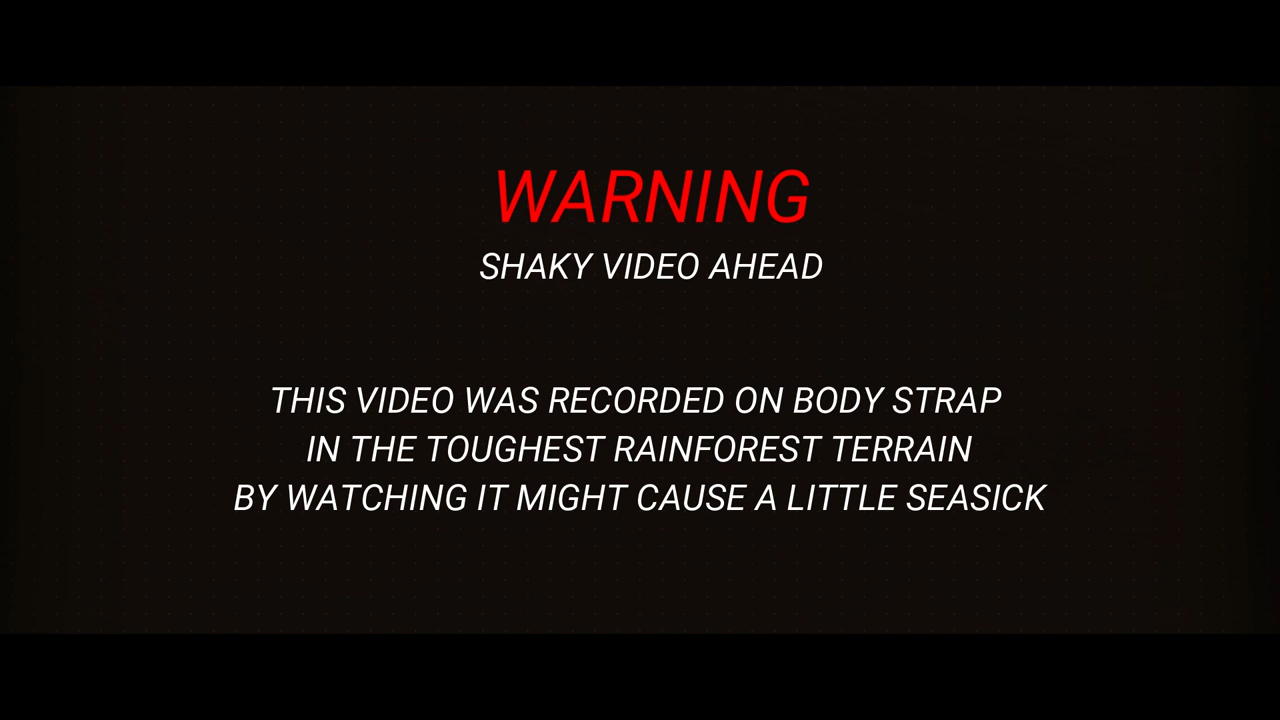 WARNING
SHAKY VIDEO AHEAD
THIS VIDEO WAS RECORDED ON BODY STRAP
IN THE TOUGHEST RAINFOREST TERRAIN
BY WATCHING IT MIGHT CAUSE A LITTLE SEASICK